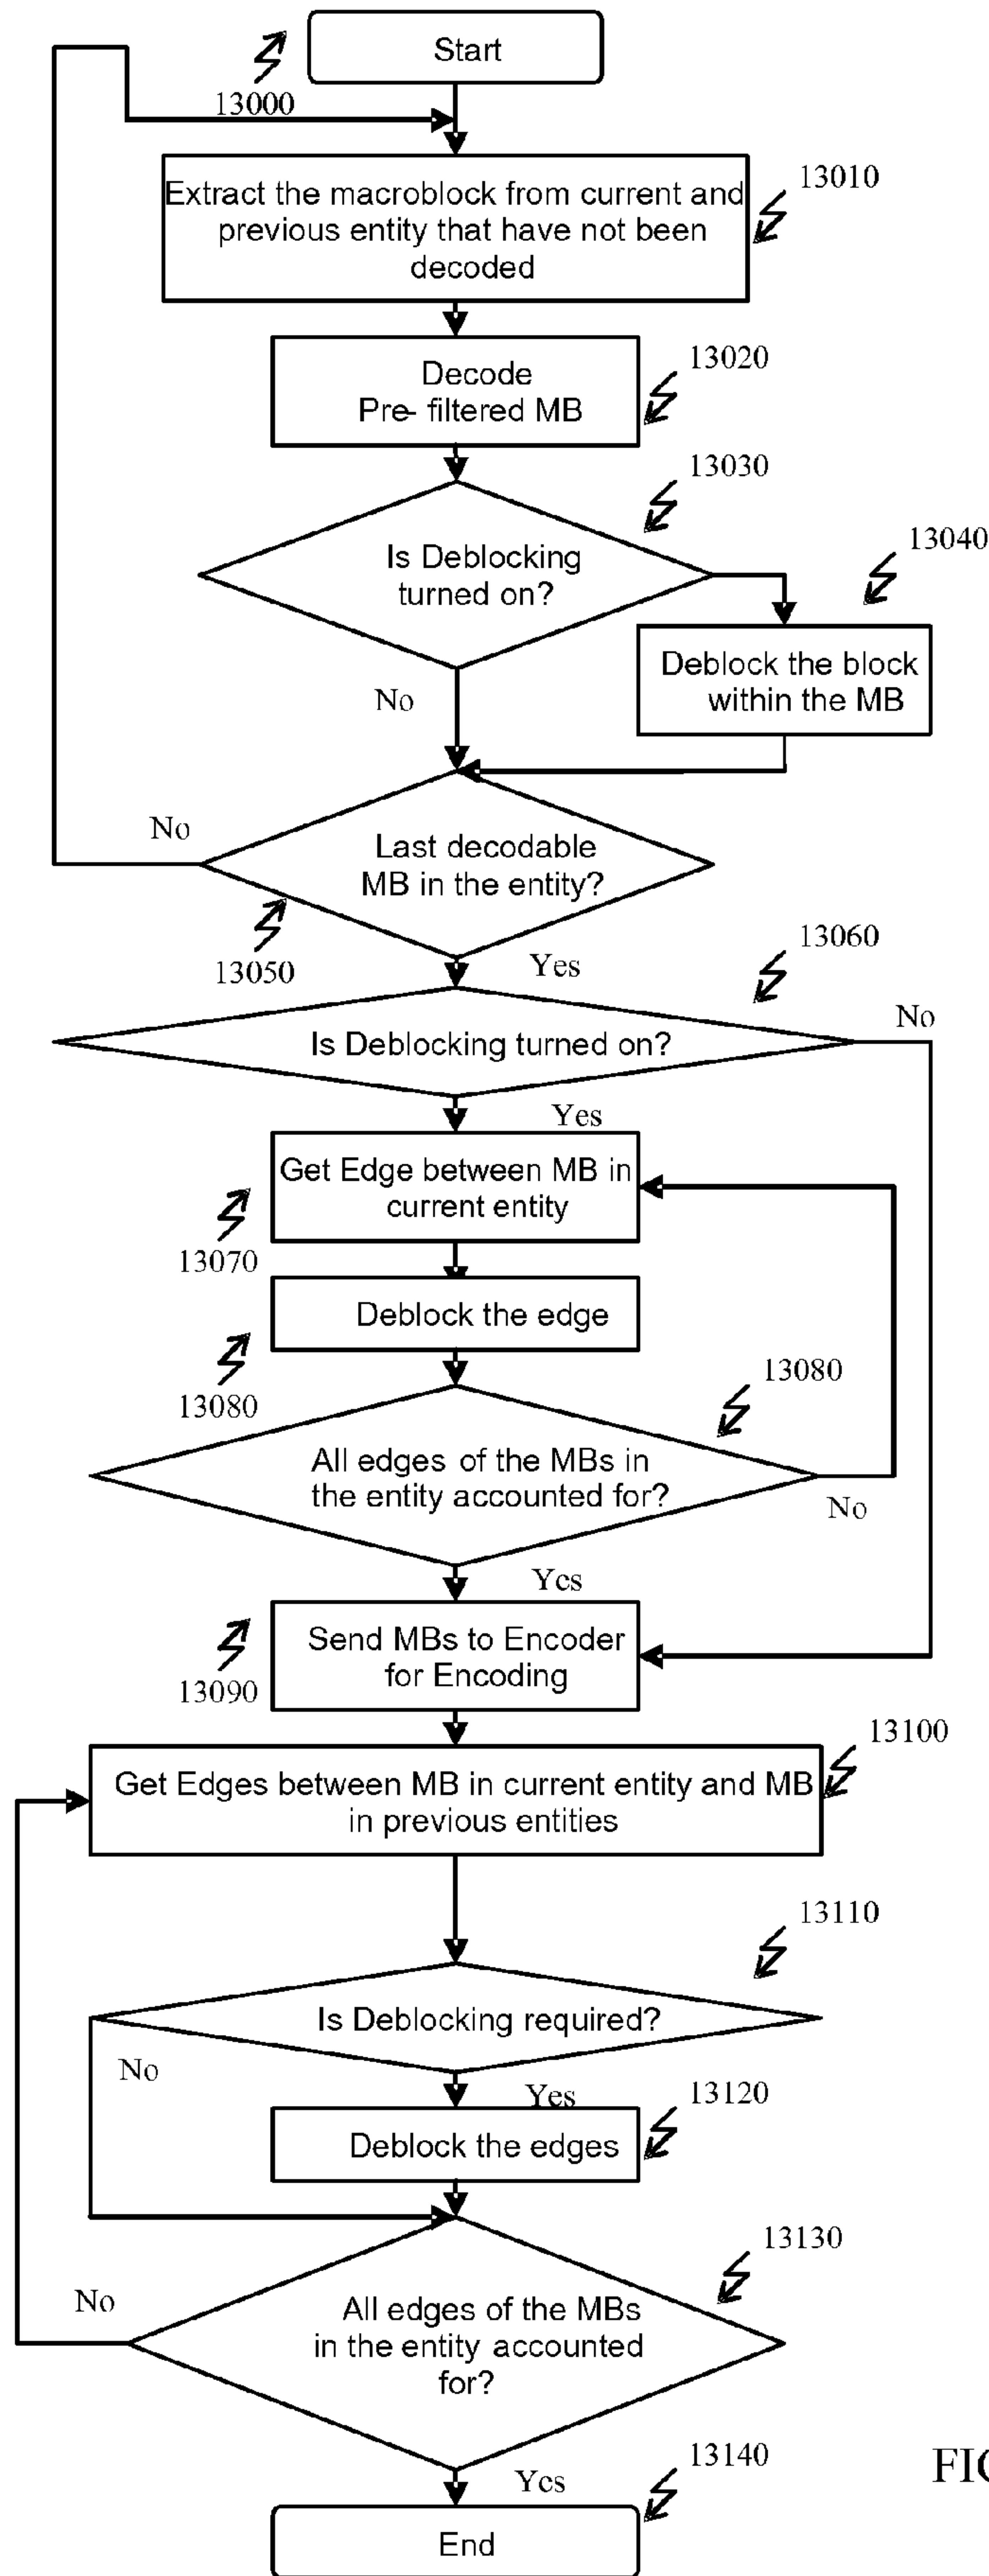 Start
13000
Extract the macroblock from current and
previous entity that have not been
decoded
13010
Decode
Pre- filtered MB
13020
13030
Is Deblocking
turned on?
13040
Deblock the block
within the MB
No
No
Last decodable
MB in the entity?
13050
Yes
13060
Is Deblocking turned on?
No
Yes
Get Edge between MB in
current entity
13070
Deblock the edge
13080
13080
All edges of the MBs in
the entity accounted for?
No
Yes
Send MBs to Encoder
for Encoding
13090
13100
Get Edges between MB in current entity and MB
in previous entities
13110
Is Deblocking required?
No
Yes
13120
Deblock the edges
13130
No
All edges of the MBs
in the entity accounted
for?
Yes
13140
End